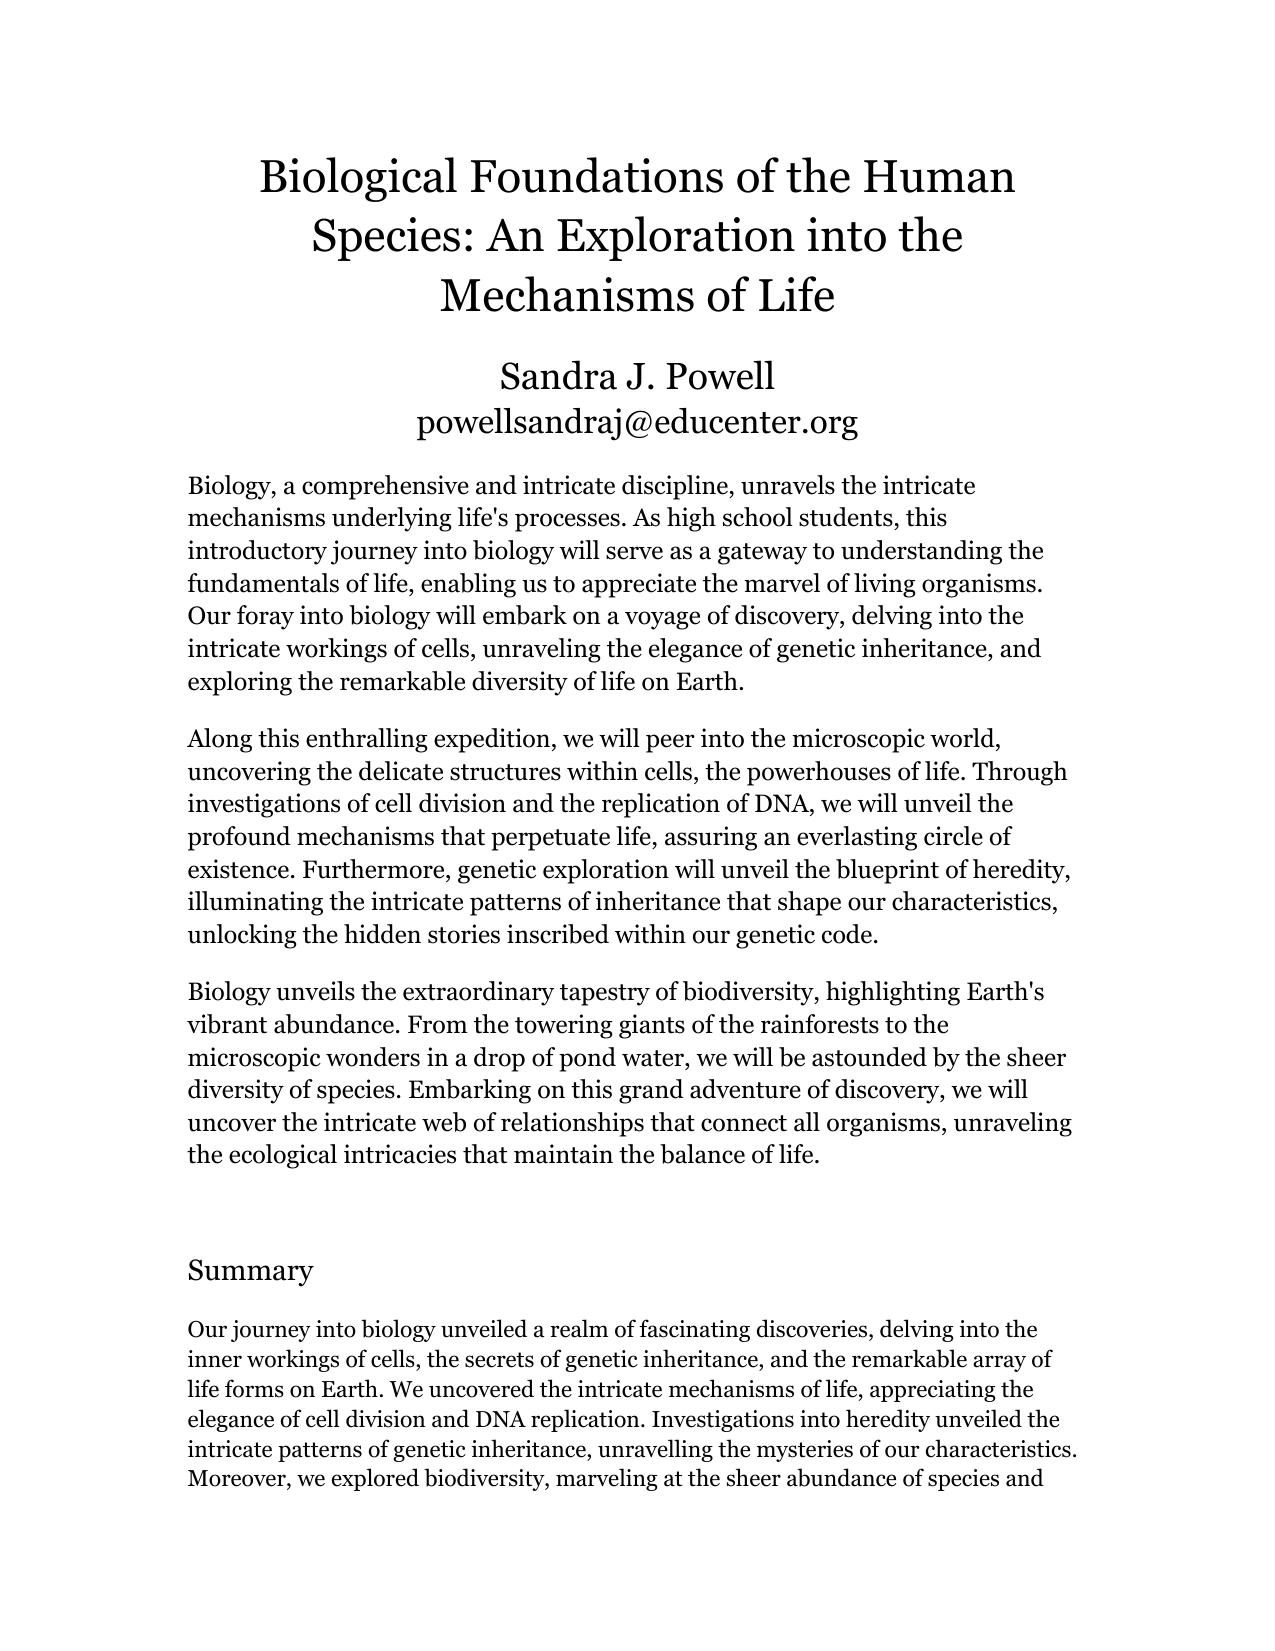 Biological Foundations of the Human
Species: An Exploration into the
Mechanisms of Life
Sandra J. Powell
powellsandraj@educenter.org
Biology, a comprehensive and intricate discipline, unravels the intricate
mechanisms underlying life's processes. As high school students, this
introductory journey into biology will serve as a gateway to understanding the
fundamentals of life, enabling us to appreciate the marvel of living organisms.
Our foray into biology will embark on a voyage of discovery, delving into the
intricate workings of cells, unraveling the elegance of genetic inheritance, and
exploring the remarkable diversity of life on Earth.
Along this enthralling expedition, we will peer into the microscopic world,
uncovering the delicate structures within cells, the powerhouses of life. Through
investigations of cell division and the replication of DNA, we will unveil the
profound mechanisms that perpetuate life, assuring an everlasting circle of
existence. Furthermore, genetic exploration will unveil the blueprint of heredity,
illuminating the intricate patterns of inheritance that shape our characteristics,
unlocking the hidden stories inscribed within our genetic code.
Biology unveils the extraordinary tapestry of biodiversity, highlighting Earth's
vibrant abundance. From the towering giants of the rainforests to the
microscopic wonders in a drop of pond water, we will be astounded by the sheer
diversity of species. Embarking on this grand adventure of discovery, we will
uncover the intricate web of relationships that connect all organisms, unraveling
the ecological intricacies that maintain the balance of life.
Summary
Our journey into biology unveiled a realm of fascinating discoveries, delving into the
inner workings of cells, the secrets of genetic inheritance, and the remarkable array of
life forms on Earth. We uncovered the intricate mechanisms of life, appreciating the
elegance of cell division and DNA replication. Investigations into heredity unveiled the
intricate patterns of genetic inheritance, unravelling the mysteries of our characteristics.
Moreover, we explored biodiversity, marveling at the sheer abundance of species and